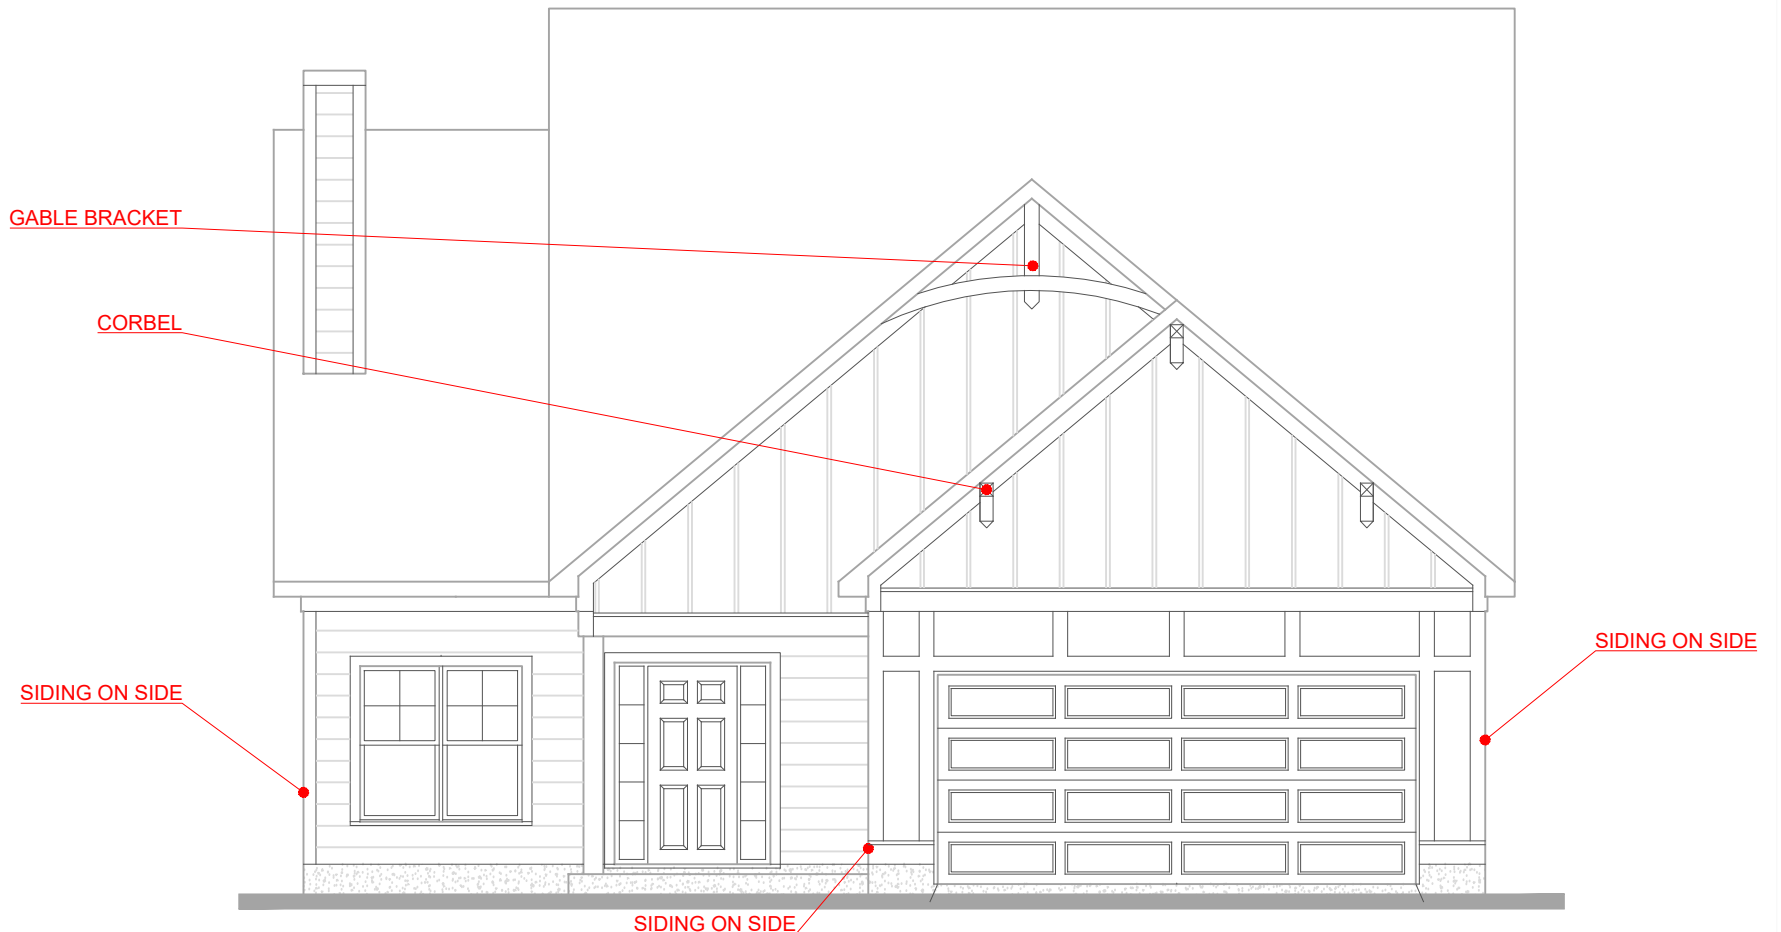 GABLE BRACKET
CORBEL
SIDING ON SIDE
SIDING ON SIDE
SIDING ON SIDE